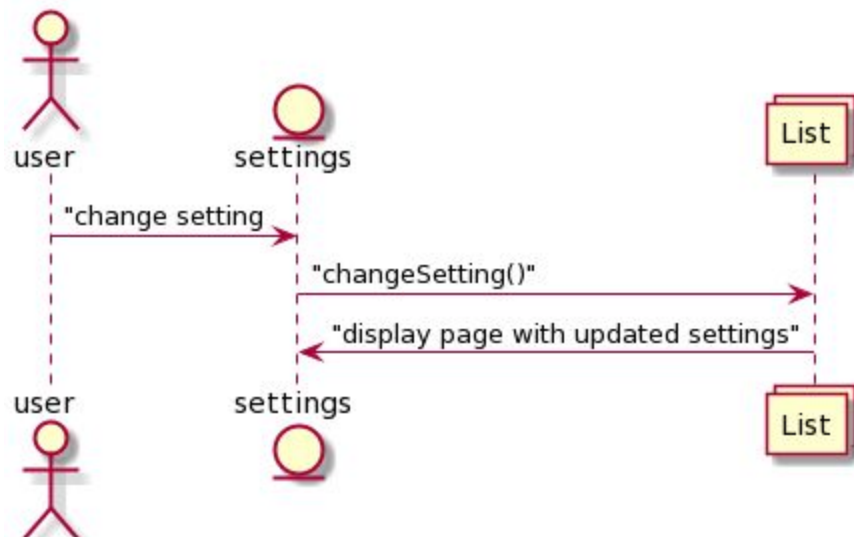 user
settings
List
"change setting
"changeSetting()"
"display page with updated settings"
user
settings
List